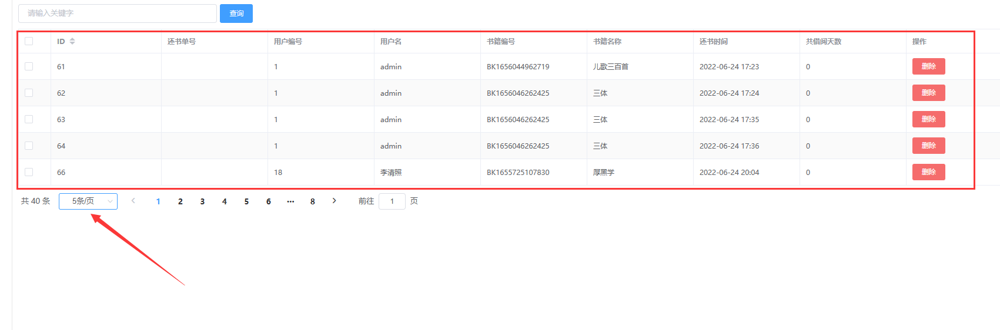 请输入关键字 查询
ID 还书单号 用户编号 用户名 书籍编号 书籍名称 还书时间 共借阅天数 操作
61 1 admin BK1656044962719 儿歌三百首 2022-06-24 17:23 0 删除
62 1 admin BK1656046262425 三体 2022-06-24 17:24 0 删除
63 1 admin BK1656046262425 三体 2022-06-24 17:35 0 删除
64 1 admin BK1656046262425 三体 2022-06-24 17:36 0 删除
66 18 李清照 BK1655725107830 厚黑学 2022-06-24 20:04 0 删除
共 40 条 5条/页 1 2 3 4 5 6 ··· 8 前往 1 页